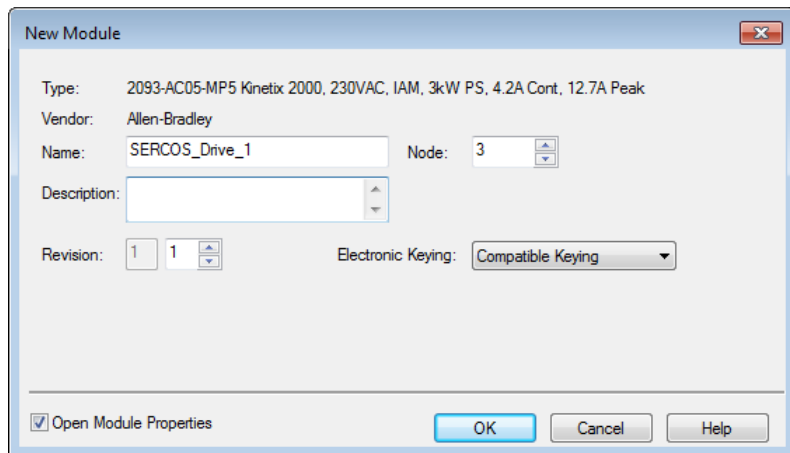 New Module
Type: 2093-AC05-MP5 Kinetix 2000, 230VAC, IAM, 3kW PS, 4.2A Cont, 12.7A Peak
Vendor: Allen-Bradley
Name: SERCOS_Drive_1 Node: 3
Description:
Revision: 1 1 Electronic Keying: Compatible Keying
Open Module Properties OK Cancel Help